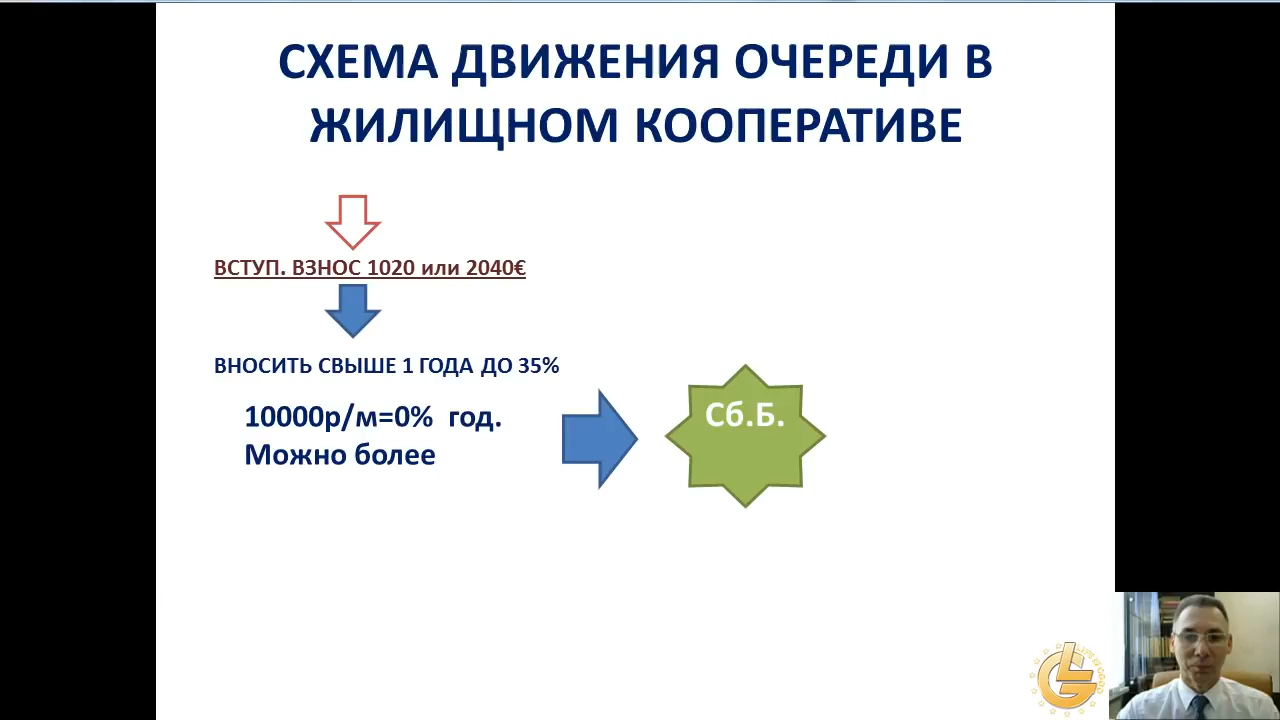 СХЕМА ДВИЖЕНИЯ ОЧЕРЕДИ В
ЖИЛИЩНОМ КООПЕРАТИВЕ
ВСТУП. ВЗНОС 1020 или 2040€
ВНОСИТЬ СВЫШЕ 1 ГОДА ДО 35%
10000р/м=0% год.
Можно более
Сб.Б.